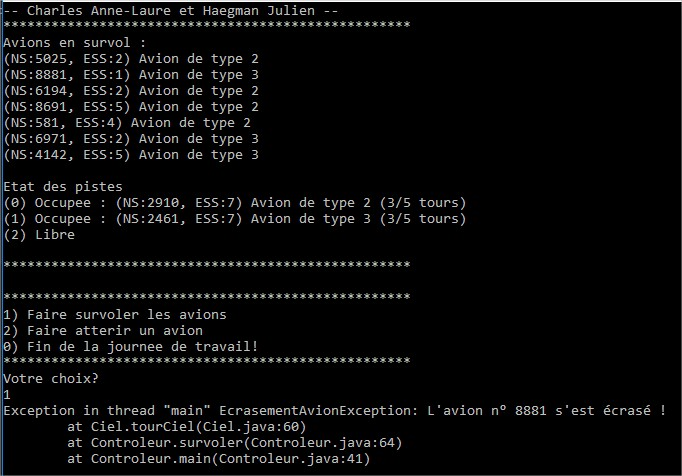 -- Charles Anne-Laure et Haegman Julien --
***************************************************
Avions en survol :
(NS:5025, ESS:2) Avion de type 2
(NS:8881, ESS:1) Avion de type 3
(NS:6194, ESS:2) Avion de type 2
(NS:8691, ESS:5) Avion de type 2
(NS:581, ESS:4) Avion de type 2
(NS:6971, ESS:2) Avion de type 3
(NS:4142, ESS:5) Avion de type 3
Etat des pistes
(0) Occupee : (NS:2910, ESS:7) Avion de type 2 (3/5 tours)
(1) Occupee : (NS:2461, ESS:7) Avion de type 3 (3/5 tours)
(2) Libre
***************************************************
***************************************************
1) Faire survoler les avions
2) Faire atterir un avion
0) Fin de la journee de travail!
***************************************************
Votre choix?
1
Exception in thread "main" EcrasementAvionException: L'avion n° 8881 s'est écrasé !
at Ciel.tourCiel(Ciel.java:60)
at Controleur.survoler(Controleur.java:64)
at Controleur.main(Controleur.java:41)